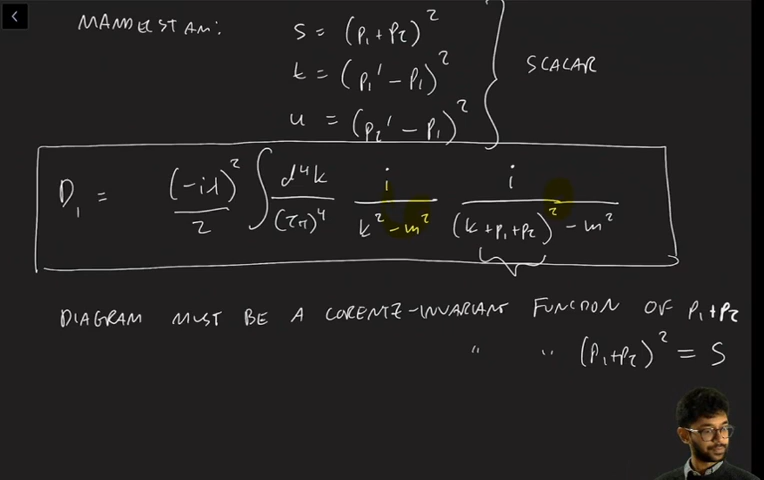 MANDELSTAM: s = (p₁+p₂)²
t = (p₁' − p₁)²
u = (p₂' − p₁)²
SCALAR
D₁ = (-iλ)²/2 ∫ d⁴k/(2π)⁴ i/(k² − m²) i/((k+p₁+p₂)² − m²)
DIAGRAM MUST BE A LORENTZ-INVARIANT FUNCTION OF p₁+p₂
" " (p₁+p₂)² = S